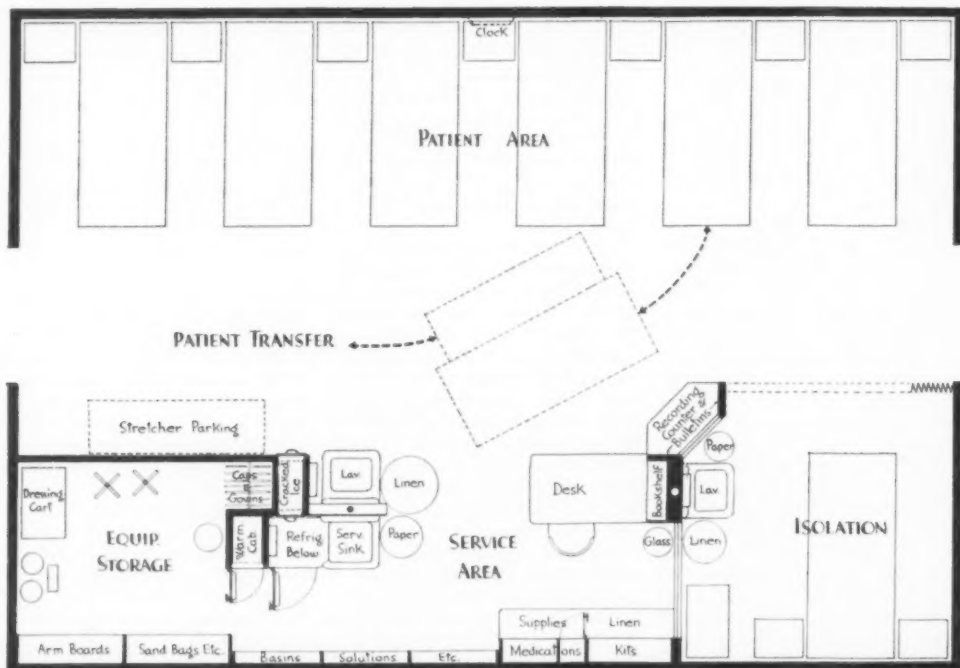 Clock
PATIENT AREA
PATIENT TRANSFER
Stretcher Parking
Recording
Counter &
Bulletins
Paper
Dressing
Cart
Caps
Gowns
Cracked
Ice
Lav.
Linen
Desk
Bookshelf
Lav.
EQUIP.
STORAGE
Warm
Cab
Refrig
Below
Serv.
Sink
Paper
SERVICE
AREA
Glass
Linen
ISOLATION
Supplies
Linen
Arm Boards
Sand Bags Etc.
Basins
Solutions
Etc.
Medications
Kits